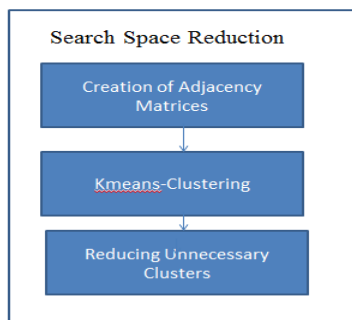 Search Space Reduction
Creation of Adjacency
Matrices
Kmeans-Clustering
Reducing Unnecessary
Clusters